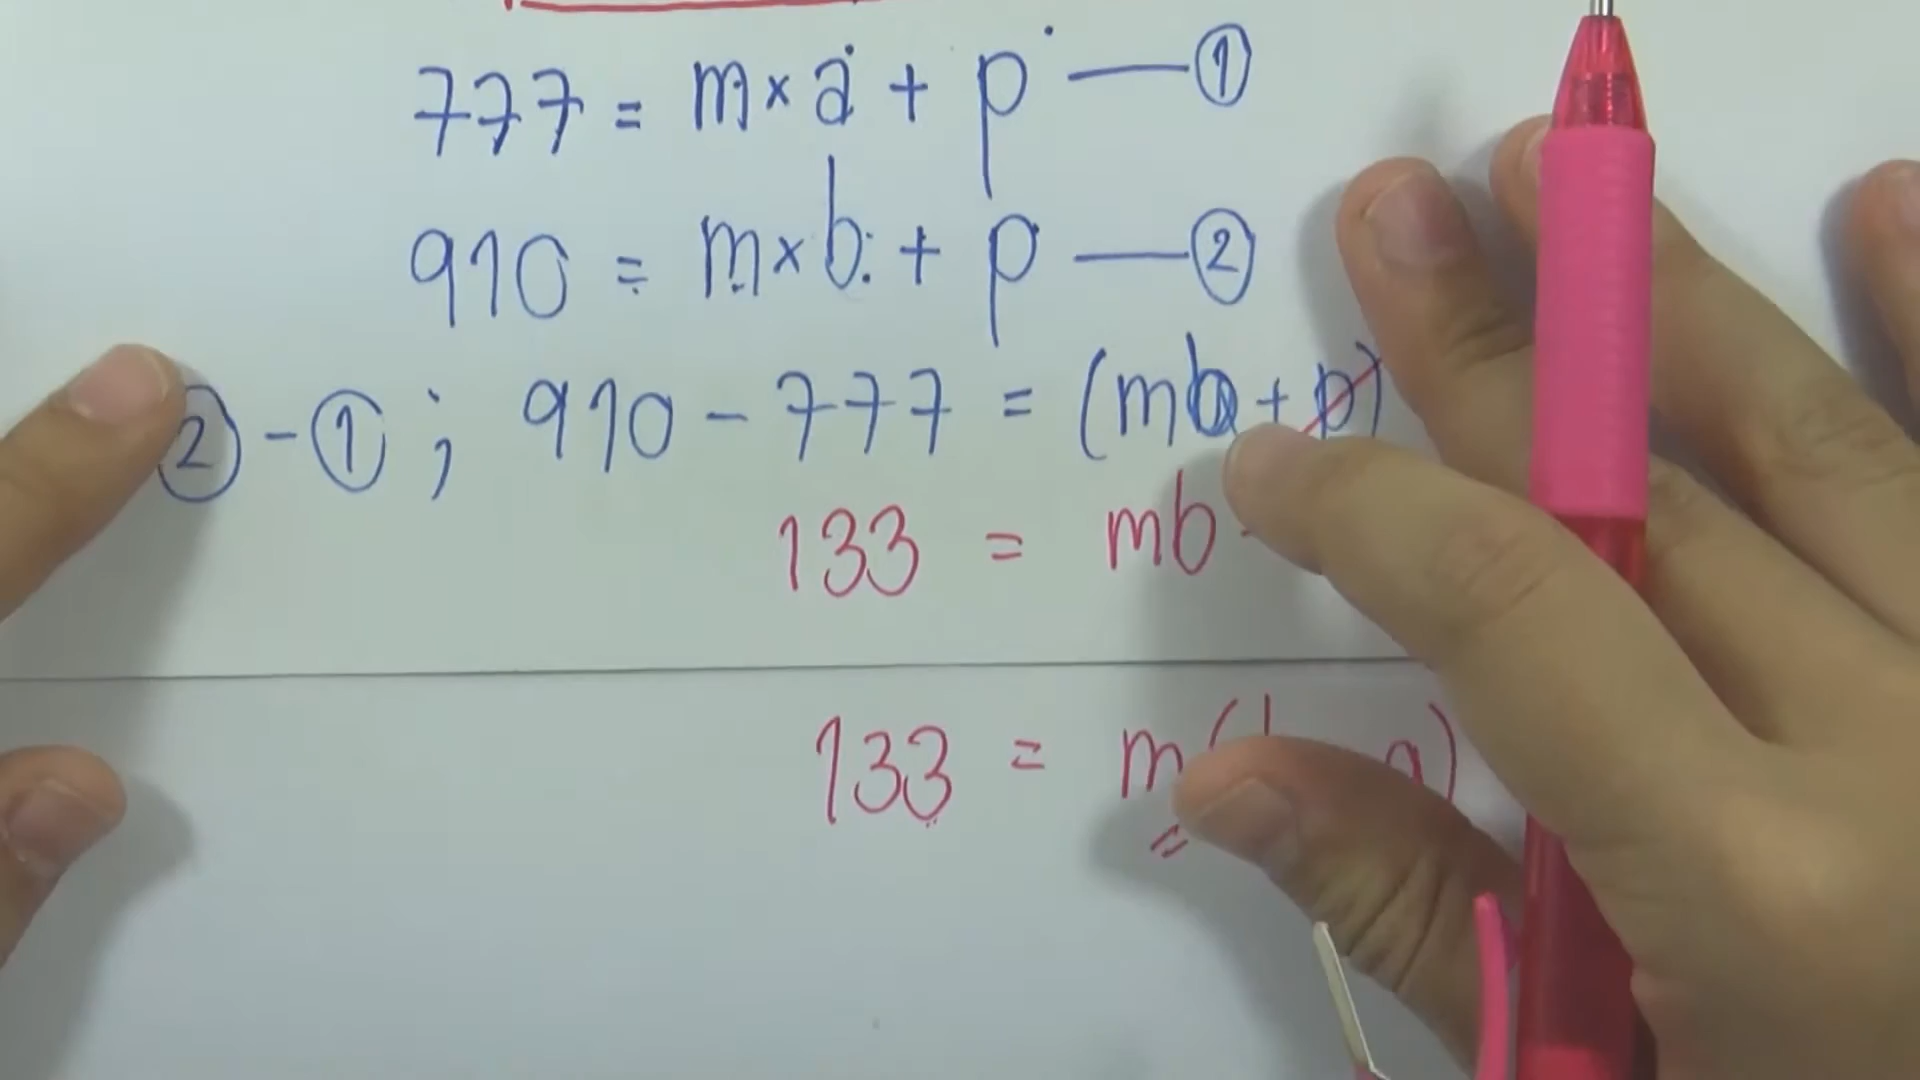 777 = m × a + p — ①
910 = m × b + p — ②
② - ① ; 910 - 777 = (mb + p)
133 = mb
133 = m( a)